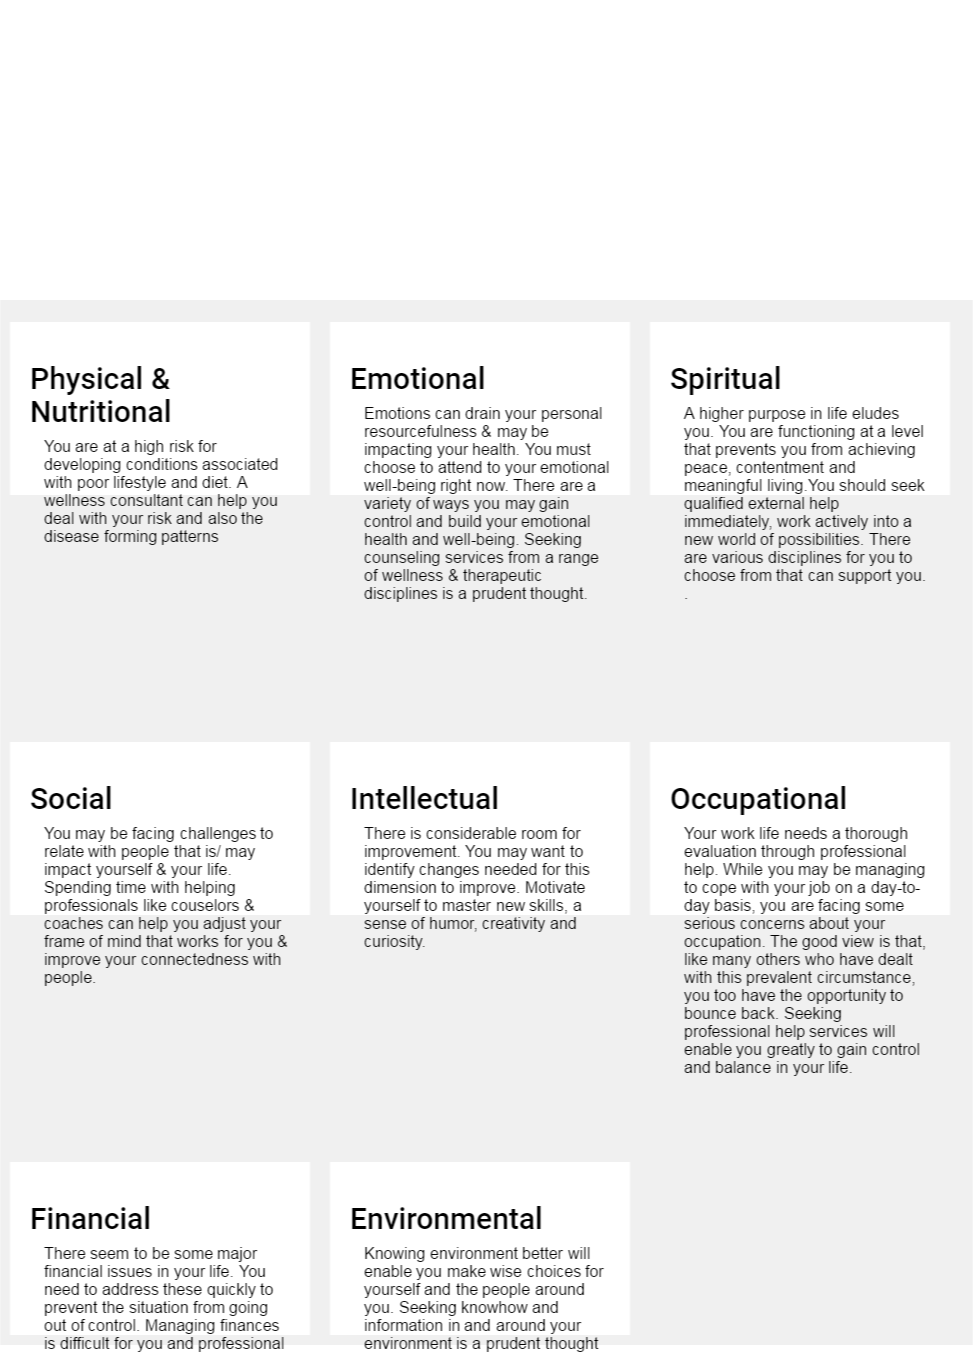 Physical &
Nutritional
You are at a high risk for
developing conditions associated
with poor lifestyle and diet. A
wellness consultant can help you
deal with your risk and also the
disease forming patterns
Emotional
Emotions can drain your personal
resourcefulness & may be
impacting your health. You must
choose to attend to your emotional
well-being right now. There are a
variety of ways you may gain
control and build your emotional
health and well-being. Seeking
counseling services from a range
of wellness & therapeutic
disciplines is a prudent thought.
Spiritual
A higher purpose in life eludes
you. You are functioning at a level
that prevents you from achieving
peace, contentment and
meaningful living.You should seek
qualified external help
immediately, work actively into a
new world of possibilities. There
are various disciplines for you to
choose from that can support you.
.
Social
You may be facing challenges to
relate with people that is/ may
impact yourself & your life.
Spending time with helping
professionals like couselors &
coaches can help you adjust your
frame of mind that works for you &
improve your connectedness with
people.
Intellectual
There is considerable room for
improvement. You may want to
identify changes needed for this
dimension to improve. Motivate
yourself to master new skills, a
sense of humor, creativity and
curiosity.
Occupational
Your work life needs a thorough
evaluation through professional
help. While you may be managing
to cope with your job on a day-to-
day basis, you are facing some
serious concerns about your
occupation. The good view is that,
like many others who have dealt
with this prevalent circumstance,
you too have the opportunity to
bounce back. Seeking
professional help services will
enable you greatly to gain control
and balance in your life.
Financial
There seem to be some major
financial issues in your life. You
need to address these quickly to
prevent the situation from going
out of control. Managing finances
is difficult for you and professional
Environmental
Knowing environment better will
enable you make wise choices for
yourself and the people around
you. Seeking knowhow and
information in and around your
environment is a prudent thought